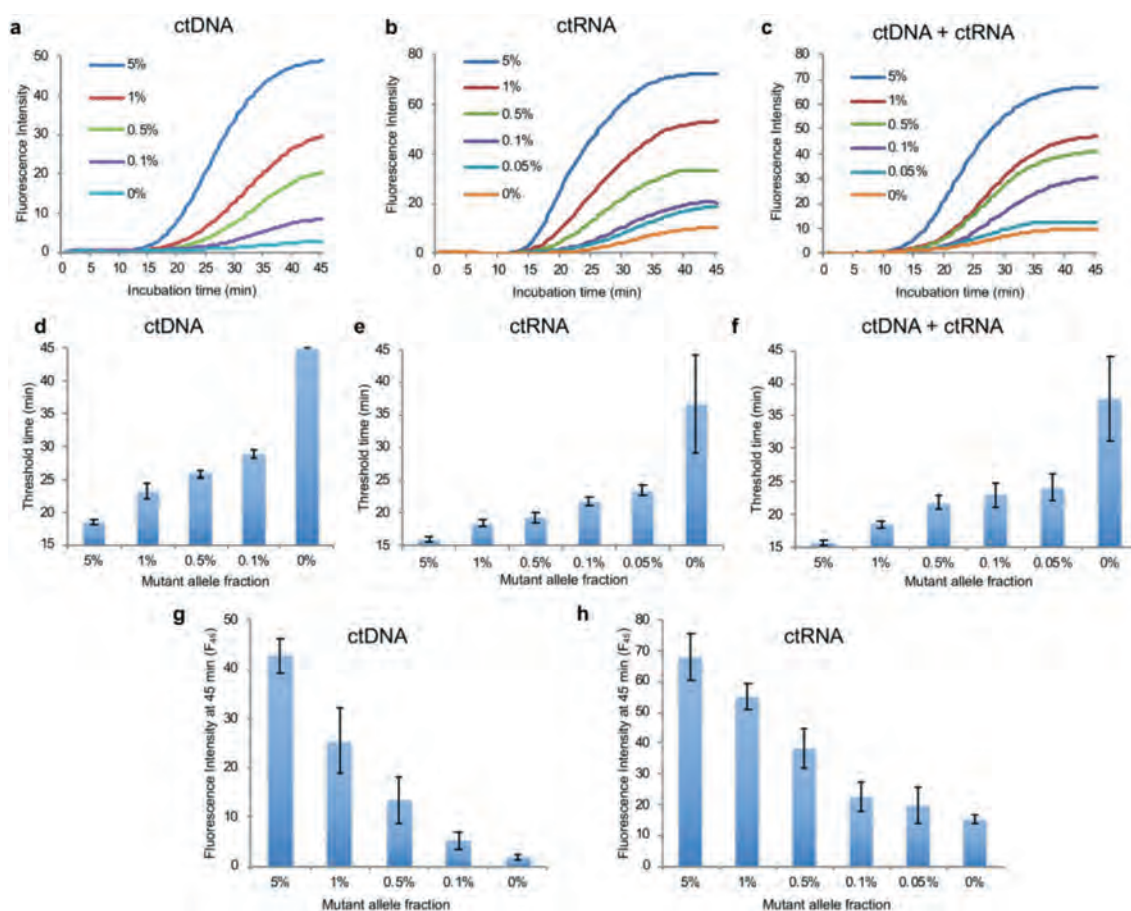 a
ctDNA
Fluorescence Intensity
50
40
30
20
10
0
5%
1%
0.5%
0.1%
0%
0 5 10 15 20 25 30 35 40 45
Incubation time (min)
b
ctRNA
Fluorescence Intensity
80
60
40
20
0
5%
1%
0.5%
0.1%
0.05%
0%
0 5 10 15 20 25 30 35 40 45
Incubation time (min)
c
ctDNA + ctRNA
Fluorescence Intensity
80
70
60
50
40
30
20
10
0
5%
1%
0.5%
0.1%
0.05%
0%
0 5 10 15 20 25 30 35 40 45
Incubation time (min)
d
ctDNA
Threshold time (min)
45
40
35
30
25
20
15
5% 1% 0.5% 0.1% 0%
Mutant allele fraction
e
ctRNA
Threshold time (min)
45
40
35
30
25
20
15
5% 1% 0.5% 0.1% 0.05% 0%
Mutant allele fraction
f
ctDNA + ctRNA
Threshold time (min)
45
40
35
30
25
20
15
5% 1% 0.5% 0.1% 0.05% 0%
Mutant allele fraction
g
ctDNA
Fluorescence Intensity at 45 min (F₄₅)
50
40
30
20
10
0
5% 1% 0.5% 0.1% 0%
Mutant allele fraction
h
ctRNA
Fluorescence Intensity at 45 min (F₄₅)
80
70
60
50
40
30
20
10
0
5% 1% 0.5% 0.1% 0.05% 0%
Mutant allele fraction